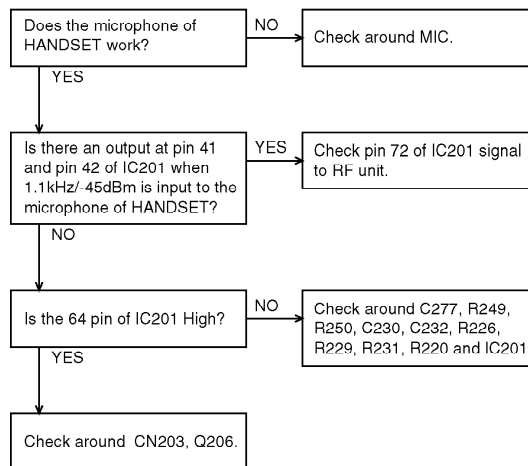 Does the microphone of
HANDSET work?
NO
Check around MIC.
YES
Is there an output at pin 41
and pin 42 of IC201 when
1.1kHz/-45dBm is input to the
microphone of HANDSET?
YES
Check pin 72 of IC201 signal
to RF unit.
NO
Is the 64 pin of IC201 High?
NO
Check around C277, R249,
R250, C230, C232, R226,
R229, R231, R220 and IC201
YES
Check around CN203, Q206.